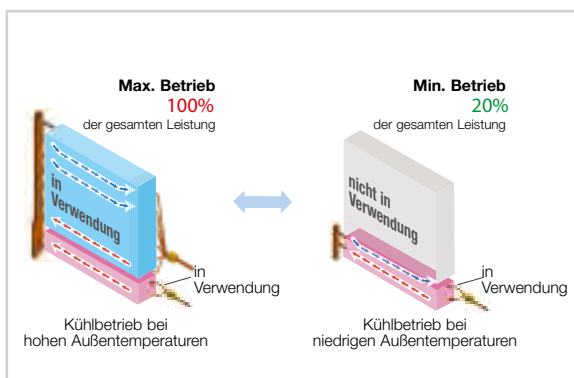 Max. Betrieb
100%
der gesamten Leistung
in
Verwendung
in
Verwendung
Kühlbetrieb bei
hohen Außentemperaturen
Min. Betrieb
20%
der gesamten Leistung
nicht in
Verwendung
in
Verwendung
Kühlbetrieb bei
niedrigen Außentemperaturen